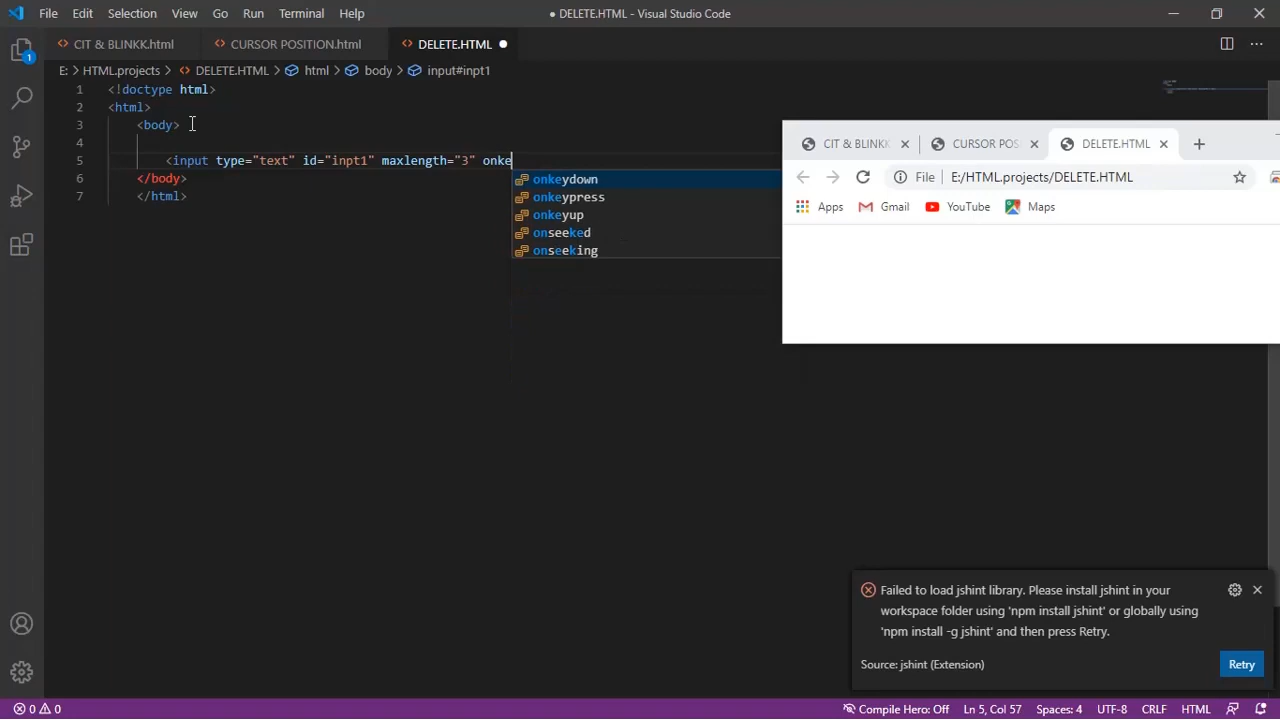 File Edit Selection View Go Run Terminal Help
● DELETE.HTML - Visual Studio Code
CIT & BLINKK.html CURSOR POSITION.html DELETE.HTML
E: > HTML.projects > DELETE.HTML > html > body > input#inpt1
1 <!doctype html>
2 <html>
3 <body>
4
5 <input type="text" id="inpt1" maxlength="3" onke
6 </body>
7 </html>
onkeydown
onkeypress
onkeyup
onseeked
onseeking
CIT & BLINKK CURSOR POS DELETE.HTML
File E:/HTML.projects/DELETE.HTML
Apps Gmail YouTube Maps
1
Failed to load jshint library. Please install jshint in your
workspace folder using 'npm install jshint' or globally using
'npm install -g jshint' and then press Retry.
Source: jshint (Extension)
Retry
0 0 Compile Hero: Off Ln 5, Col 57 Spaces: 4 UTF-8 CRLF HTML